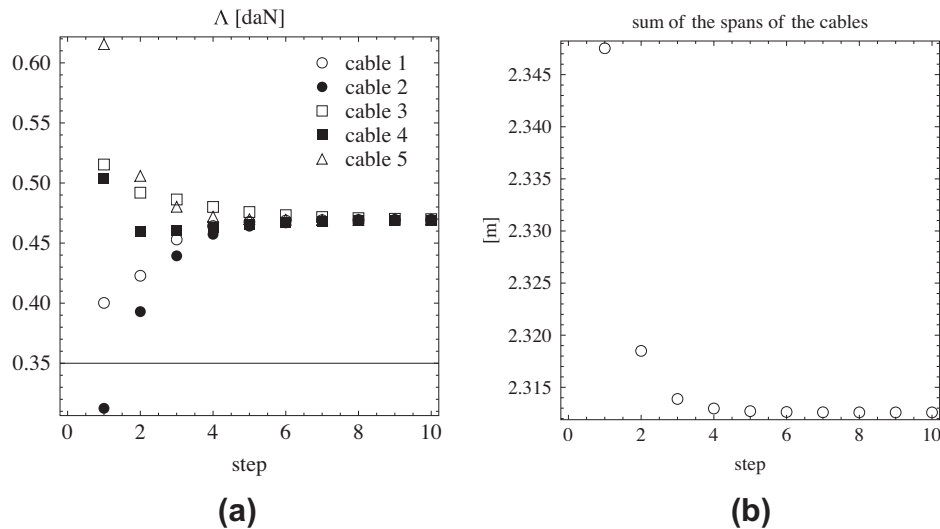 Λ [daN]
0.60
0.55
0.50
0.45
0.40
0.35
cable 1
cable 2
cable 3
cable 4
cable 5
0 2 4 6 8 10
step
(a)
sum of the spans of the cables
[m]
2.345
2.340
2.335
2.330
2.325
2.320
2.315
0 2 4 6 8 10
step
(b)